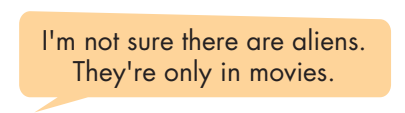 I'm not sure there are aliens.
They're only in movies.